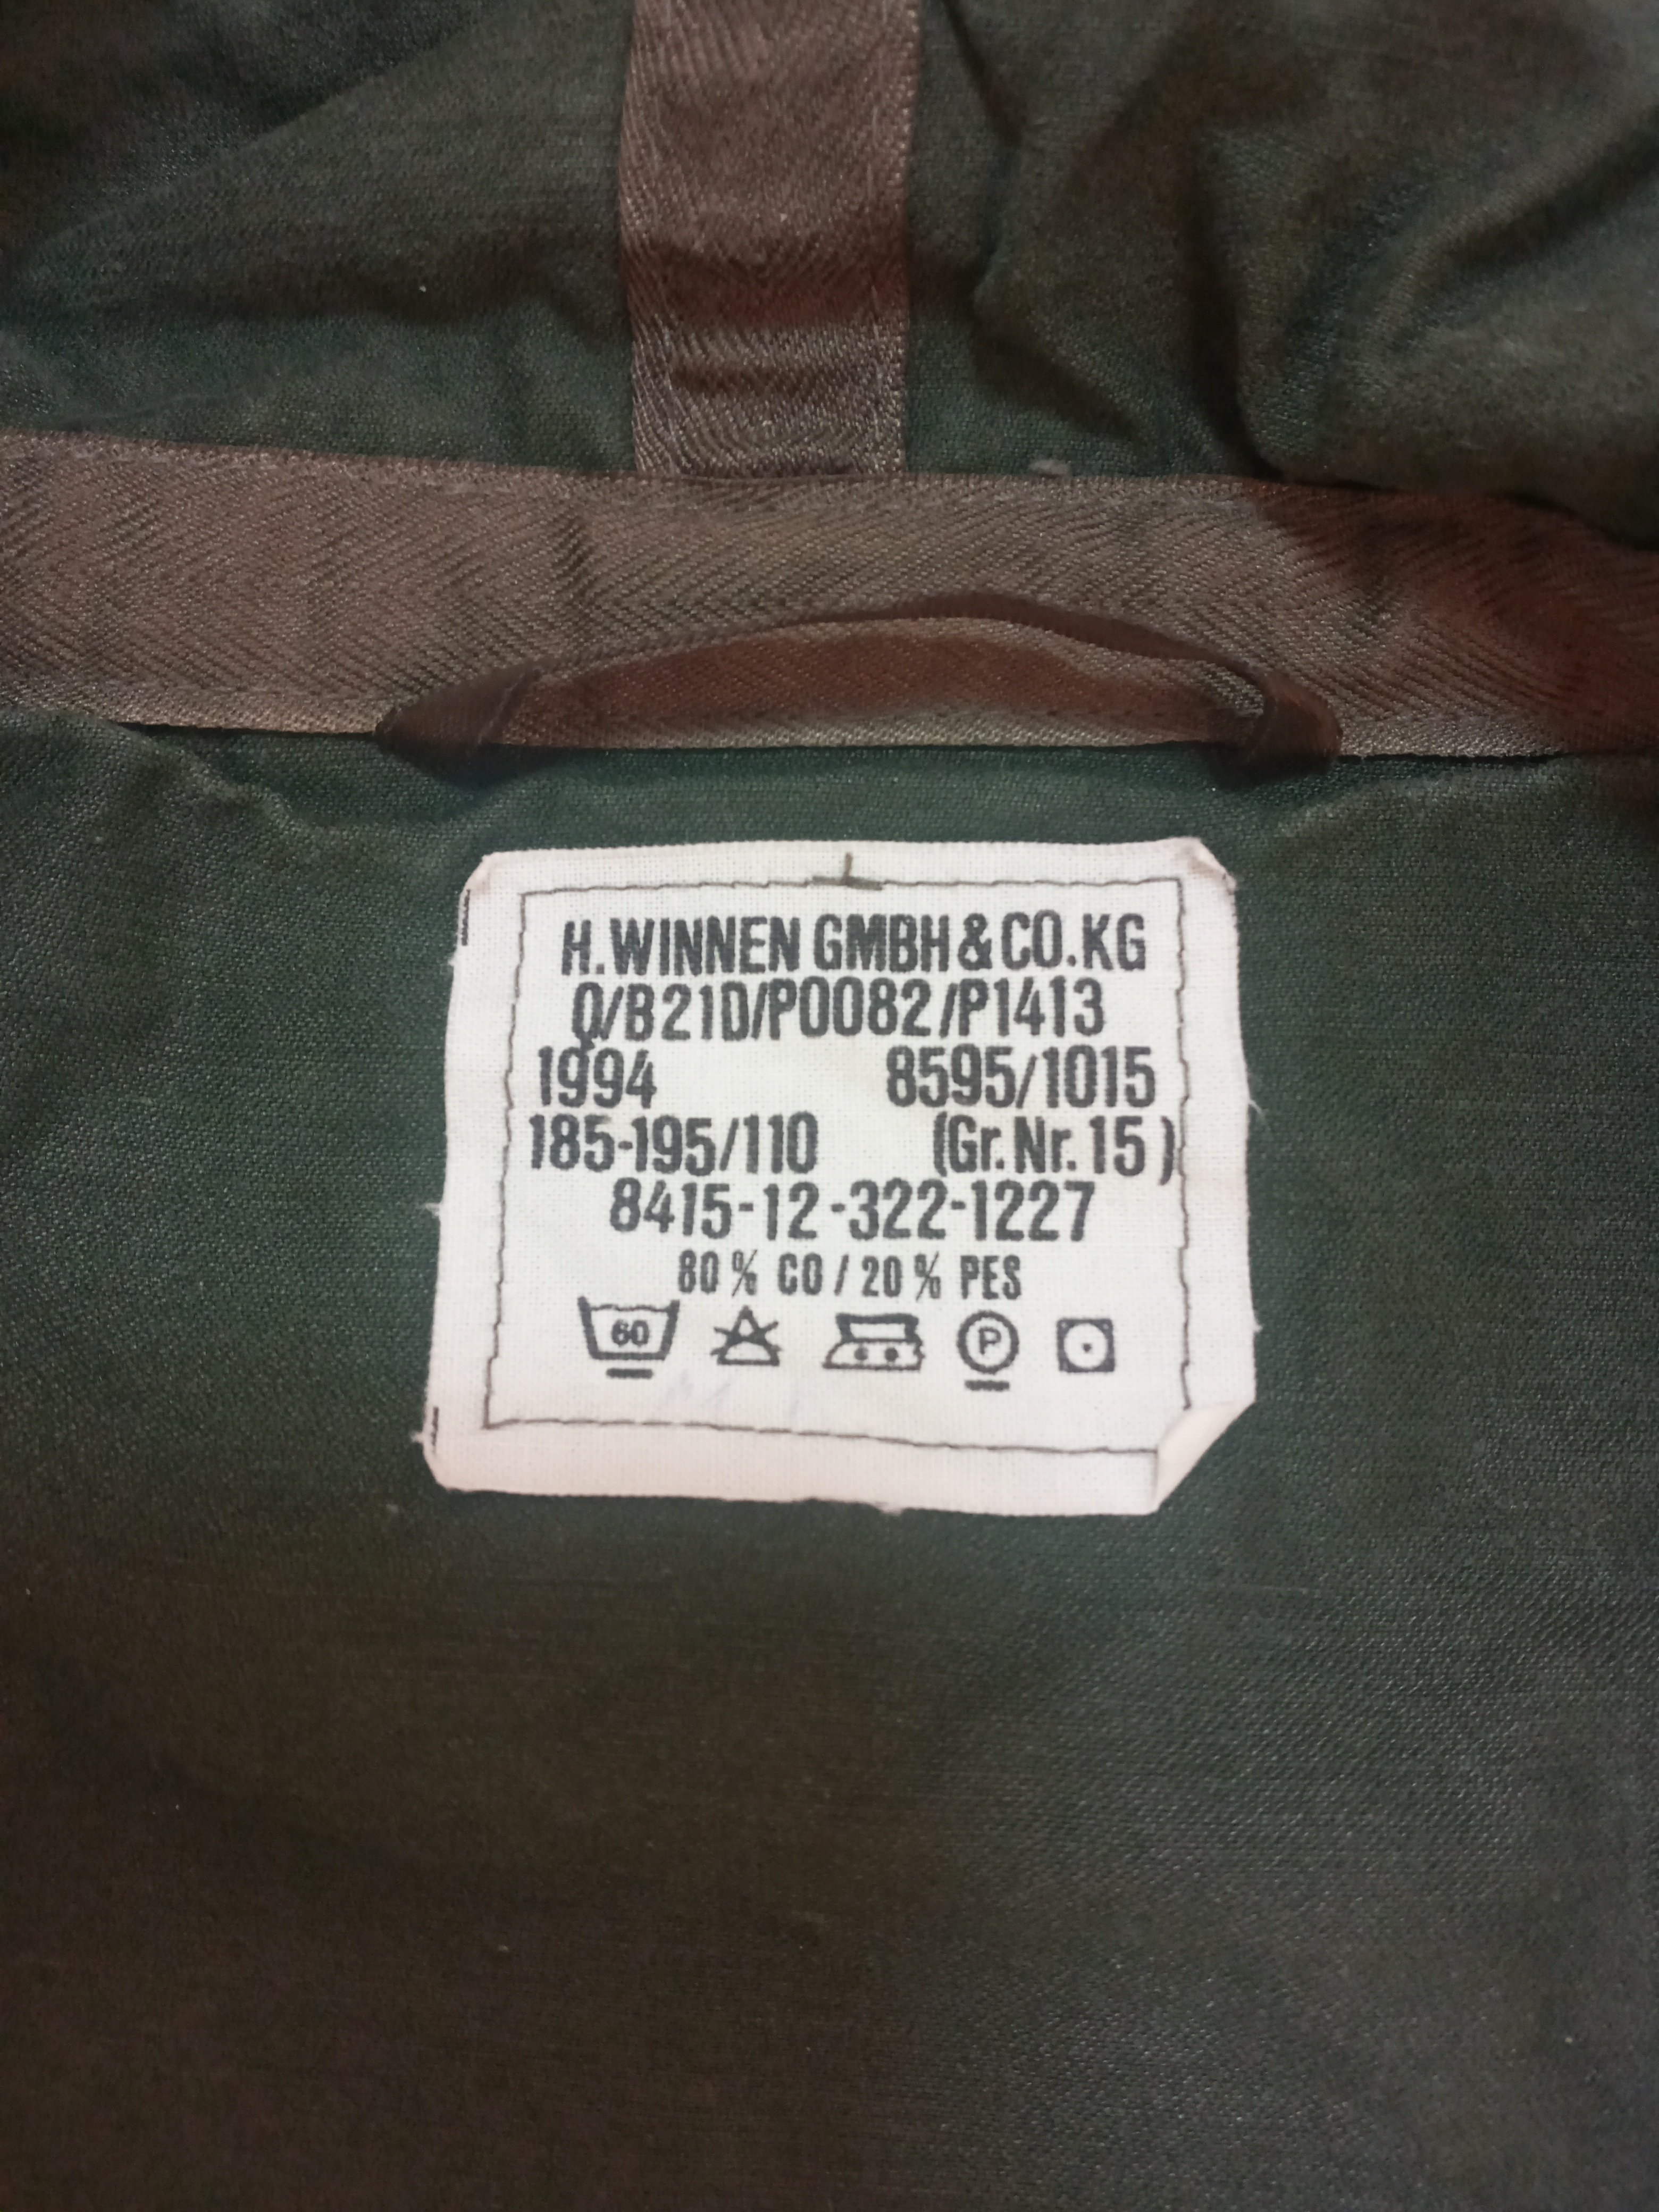 H. WINNEN GMBH & CO. KG
Q/B21D/P0082/P1413
1994 8595/1015
185-195/110 (Gr. Nr. 15)
8415-12-322-1227
80 % CO / 20 % PES
60 P